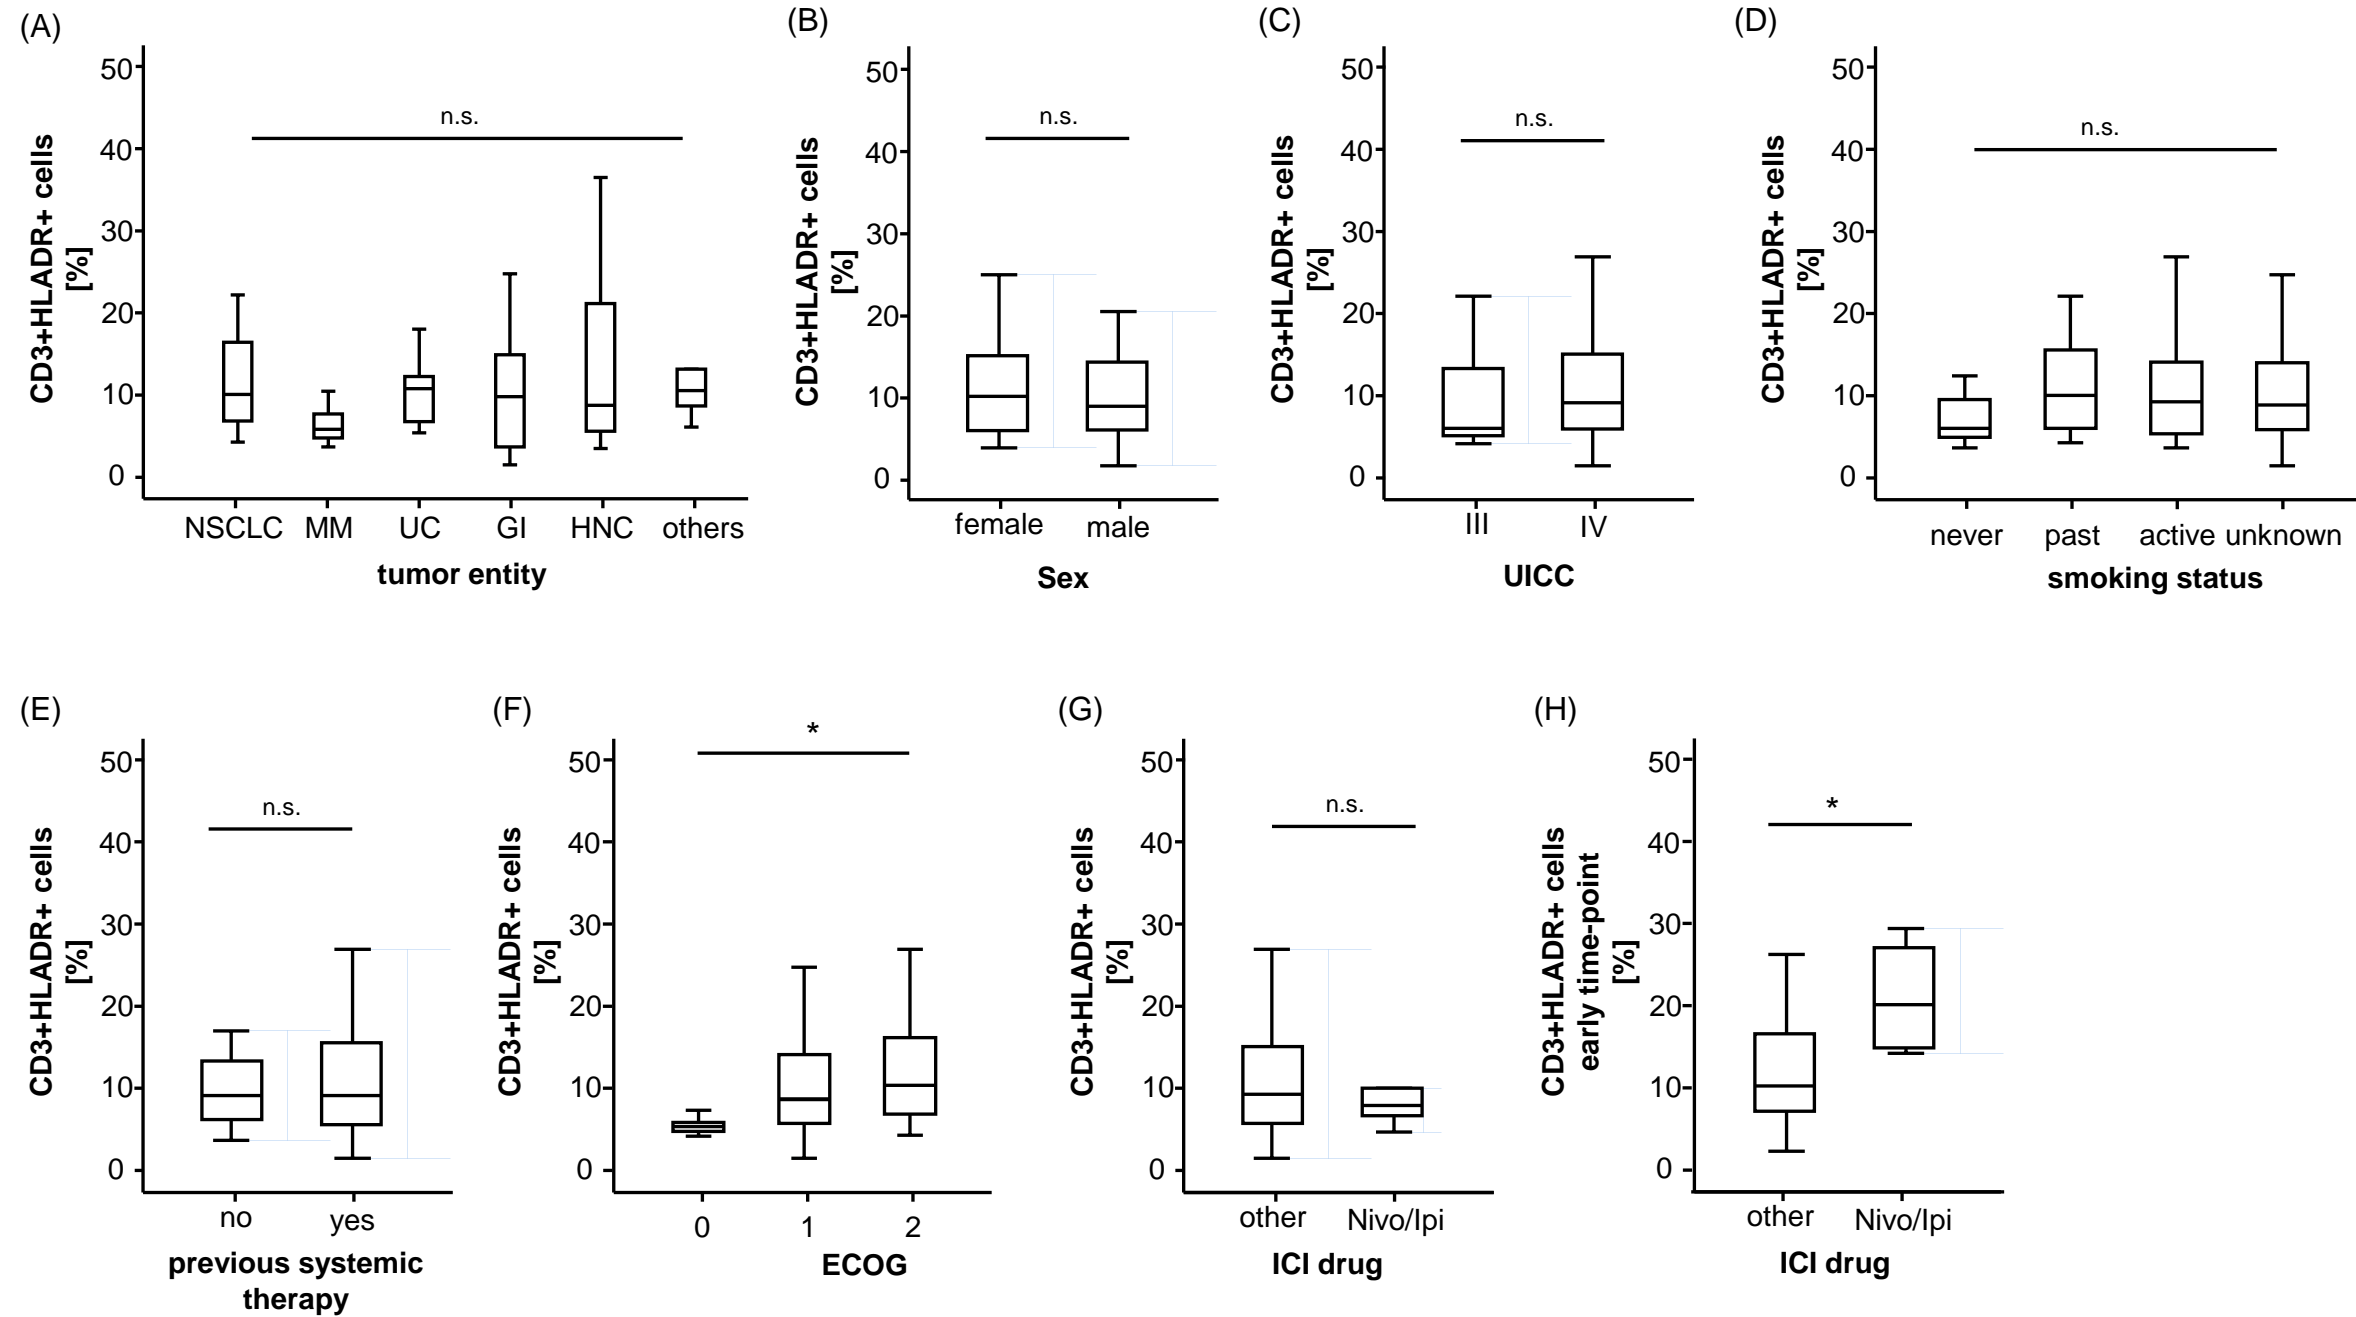 (A)
CD3+HLADR+ cells
[%]
50
40
30
20
10
0
n.s.
NSCLC MM UC GI HNC others
tumor entity
(B)
CD3+HLADR+ cells
[%]
50
40
30
20
10
0
n.s.
female male
Sex
(C)
CD3+HLADR+ cells
[%]
50
40
30
20
10
0
n.s.
III IV
UICC
(D)
CD3+HLADR+ cells
[%]
50
40
30
20
10
0
n.s.
never past active unknown
smoking status
(E)
CD3+HLADR+ cells
[%]
50
40
30
20
10
0
n.s.
no yes
previous systemic
therapy
(F)
CD3+HLADR+ cells
[%]
50
40
30
20
10
0
*
0 1 2
ECOG
(G)
CD3+HLADR+ cells
[%]
50
40
30
20
10
0
n.s.
other Nivo/Ipi
ICI drug
(H)
CD3+HLADR+ cells
early time-point
[%]
50
40
30
20
10
0
*
other Nivo/Ipi
ICI drug